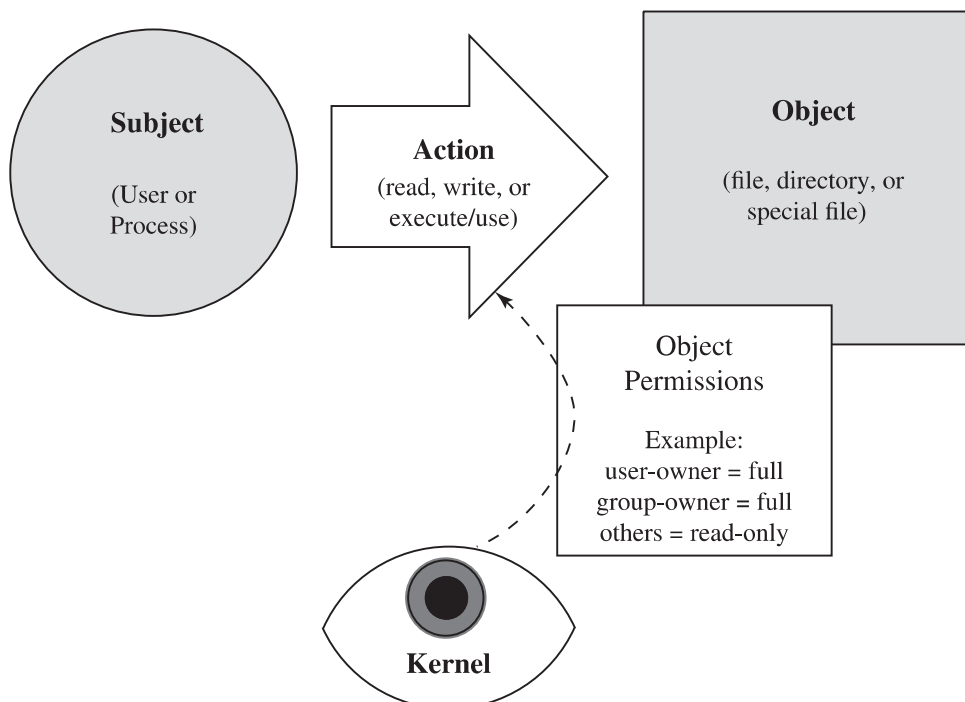 Subject
(User or
Process)
Action
(read, write, or
execute/use)
Object
(file, directory, or
special file)
Object
Permissions
Example:
user-owner = full
group-owner = full
others = read-only
Kernel